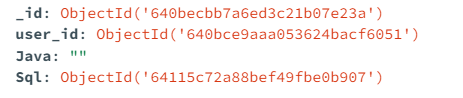 _id: ObjectId('640becbb7a6ed3c21b07e23a')
user_id: ObjectId('640bce9aaa053624bacf6051')
Java: ""
Sql: ObjectId('64115c72a88bef49fbe0b907')